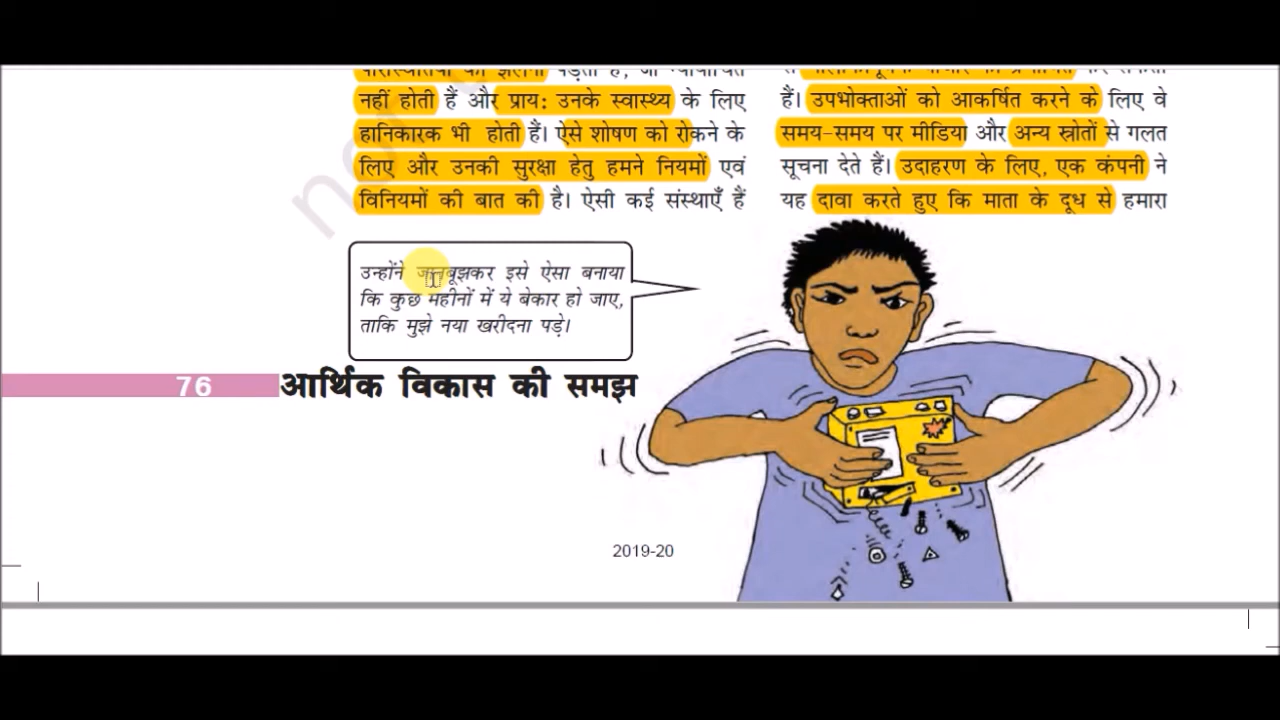 नहीं होती हैं और प्राय: उनके स्वास्थ्य के लिए
हानिकारक भी होती हैं। ऐसे शोषण को रोकने के
लिए और उनकी सुरक्षा हेतु हमने नियमों एवं
विनियमों की बात की है। ऐसी कई संस्थाएँ हैं
हैं। उपभोक्ताओं को आकर्षित करने के लिए वे
समय-समय पर मीडिया और अन्य स्त्रोतों से गलत
सूचना देते हैं। उदाहरण के लिए, एक कंपनी ने
यह दावा करते हुए कि माता के दूध से हमारा
उन्होंने जानबूझकर इसे ऐसा बनाया
कि कुछ महीनों में ये बेकार हो जाए,
ताकि मुझे नया खरीदना पड़े।
76 आर्थिक विकास की समझ
2019-20